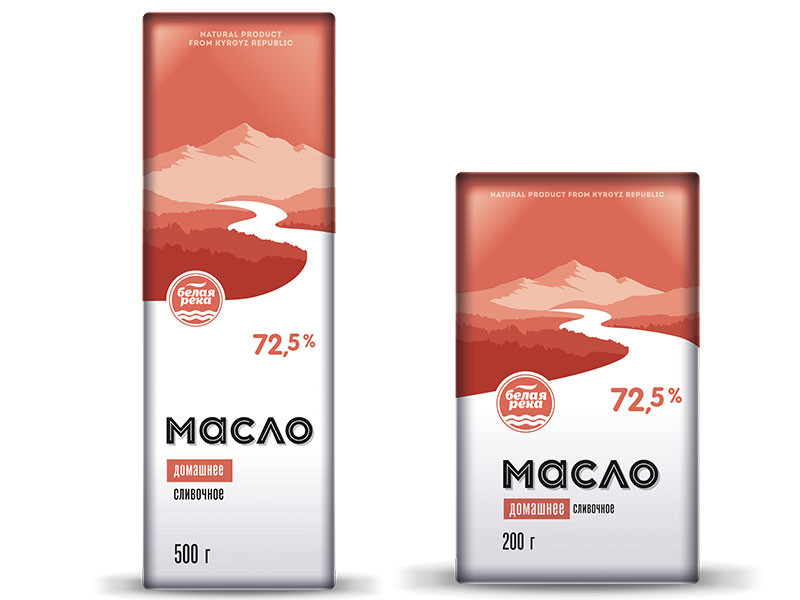 NATURAL PRODUCT
FROM KYRGYZ REPUBLIC
белая
река
72,5%
масло
домашнее
сливочное
500 г
NATURAL PRODUCT FROM KYRGYZ REPUBLIC
белая
река
72,5%
масло
домашнее сливочное
200 г